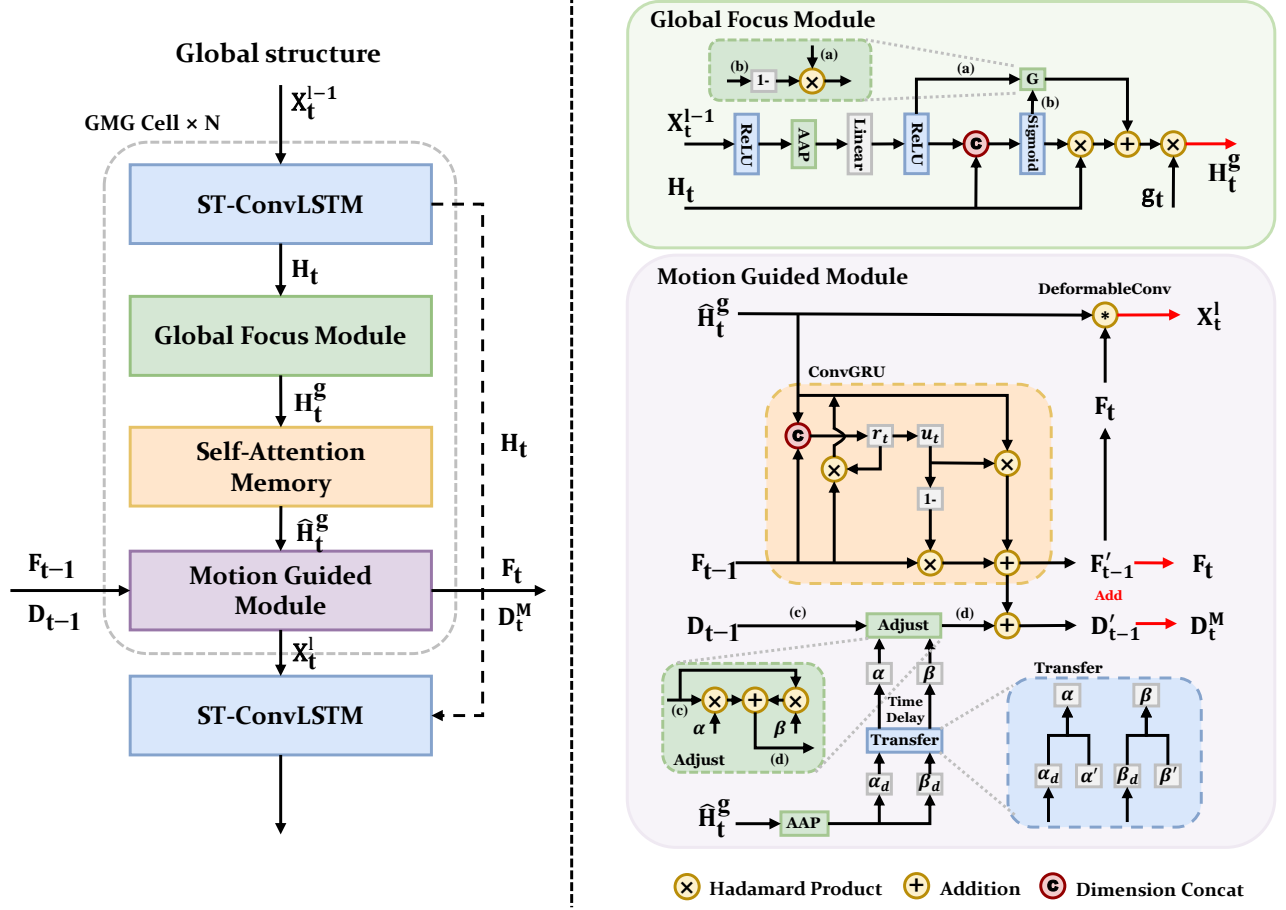 Global structure
X_t^{l-1}
GMG Cell × N
ST-ConvLSTM
H_t
Global Focus Module
H_t^g
Self-Attention
Memory
H_t
Ĥ_t^g
F_{t-1}
D_{t-1}
Motion Guided
Module
F_t
D_t^M
X_t^l
ST-ConvLSTM
Global Focus Module
(b)
1-
×
(a)
(a)
G
(b)
X_t^{l-1}
ReLU
AAP
Linear
ReLU
C
Sigmoid
×
+
×
H_t^g
H_t
g_t
Motion Guided Module
DeformableConv
Ĥ_t^g
*
X_t^l
ConvGRU
F_t
C
r_t
u_t
×
×
1-
F_{t-1}
×
+
F'_{t-1}
F_t
Add
D_{t-1}
(c)
Adjust
(d)
+
D'_{t-1}
D_t^M
α
β
Time
Delay
Transfer
α_d
β_d
(c)
×
+
×
α
β
Adjust
(d)
Transfer
α
β
α_d
α'
β_d
β'
Ĥ_t^g
AAP
× Hadamard Product
+ Addition
C Dimension Concat